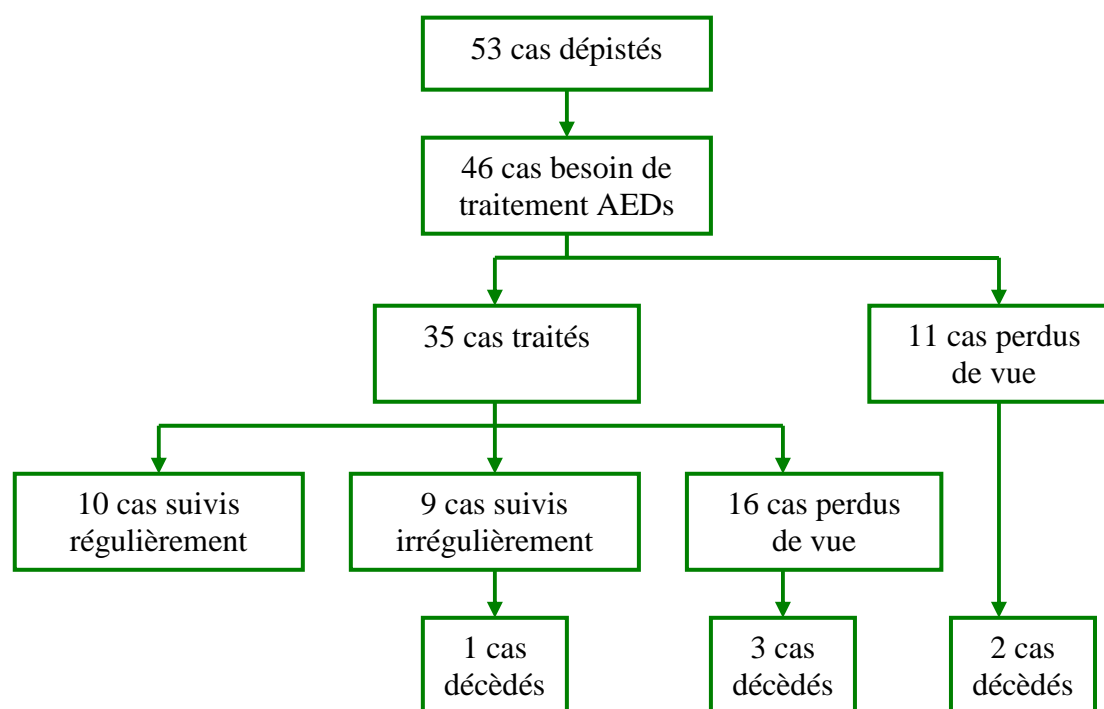 53 cas dépistés
46 cas besoin de
traitement AEDs
35 cas traités
11 cas perdus
de vue
10 cas suivis
régulièrement
9 cas suivis
irrégulièrement
16 cas perdus
de vue
1 cas
décèdés
3 cas
décèdés
2 cas
décèdés